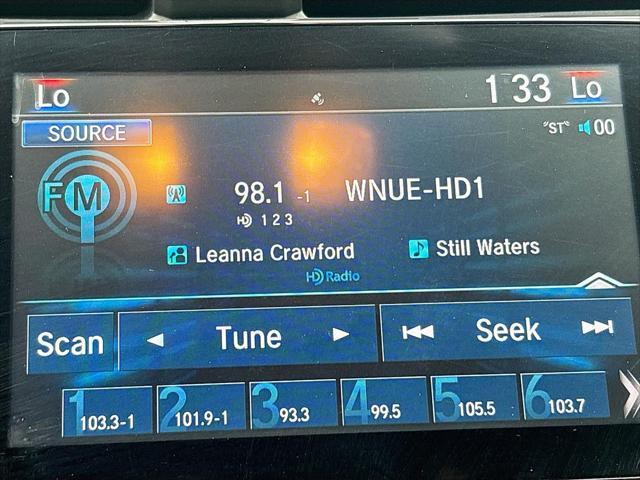 Lo 1:33 Lo
SOURCE "ST" 00
FM 98.1 -1 WNUE-HD1
HD 1 2 3
Leanna Crawford Still Waters
HD Radio
Scan Tune Seek
1 103.3-1 2 101.9-1 3 93.3 4 99.5 5 105.5 6 103.7